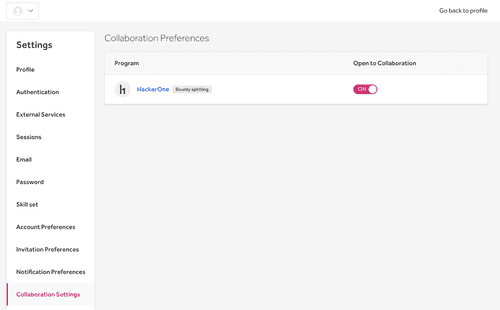 Go back to profile
Settings
Profile
Authentication
External Services
Sessions
Email
Password
Skill set
Account Preferences
Invitation Preferences
Notification Preferences
Collaboration Settings
Collaboration Preferences
Program Open to Collaboration
h HackerOne Bounty splitting ON